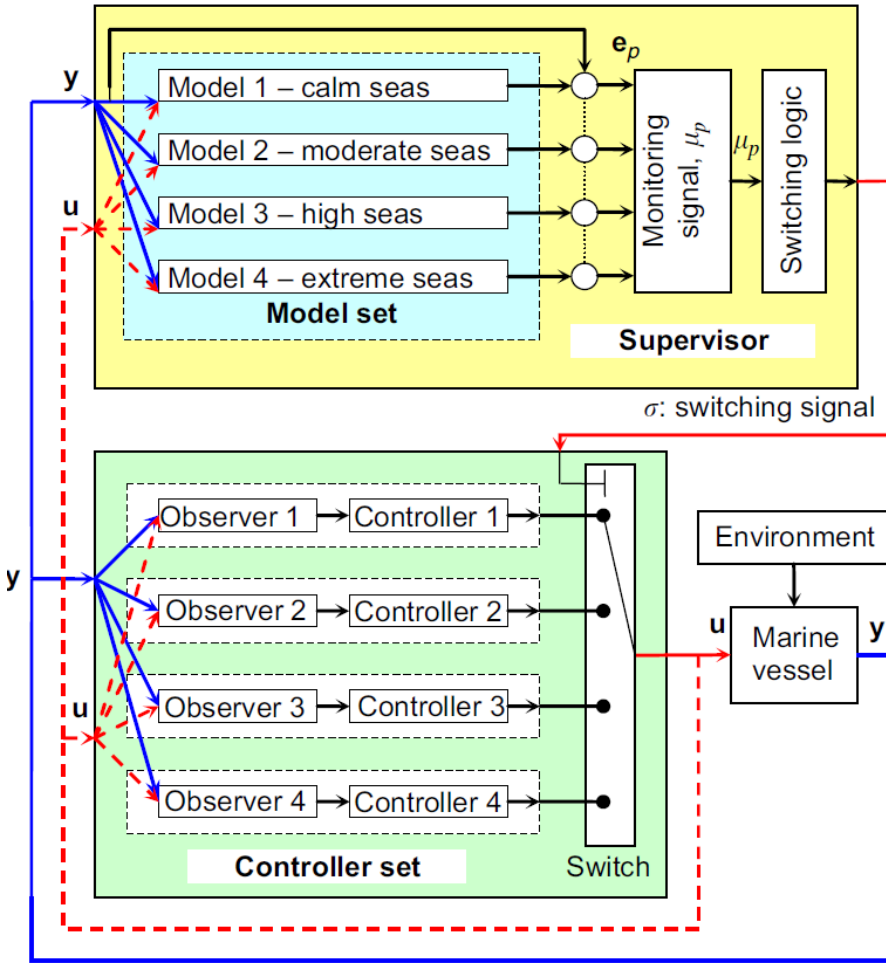 y
e_p
Model 1 – calm seas
Model 2 – moderate seas
Model 3 – high seas
Model 4 – extreme seas
Model set
u
Monitoring
signal, μ_p
μ_p
Switching logic
Supervisor
σ: switching signal
Observer 1
Controller 1
Observer 2
Controller 2
Observer 3
Controller 3
Observer 4
Controller 4
y
u
Controller set
Switch
Environment
u
Marine
vessel
y